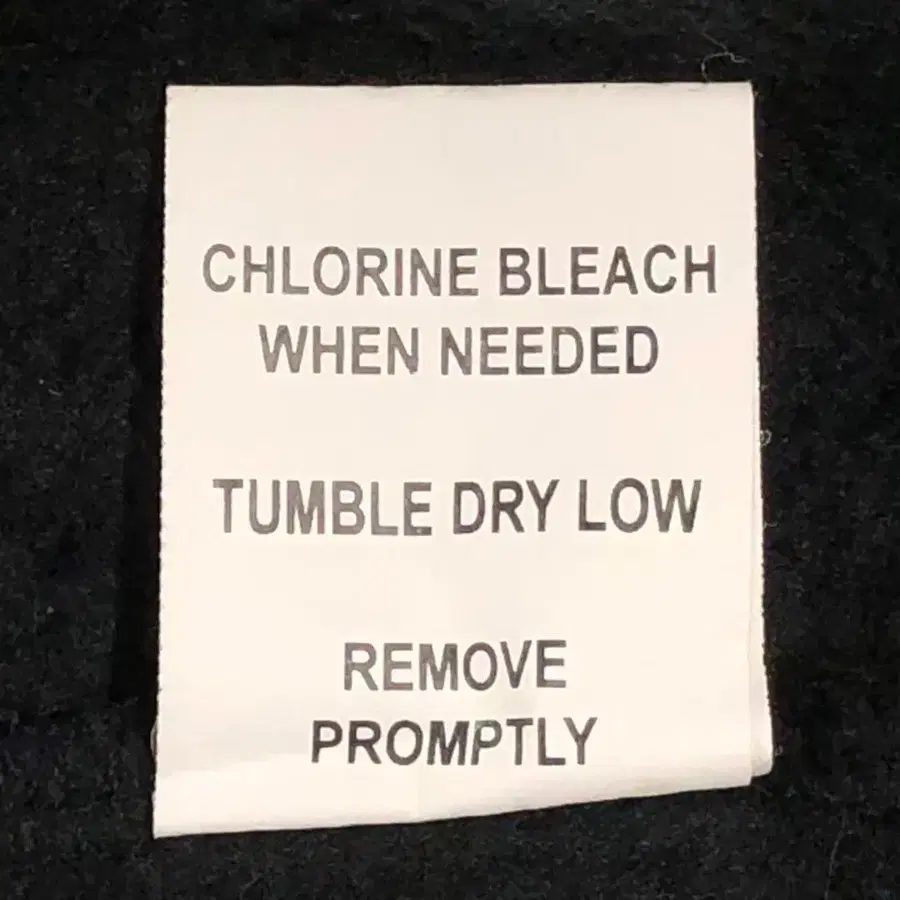 CHLORINE BLEACH
WHEN NEEDED
TUMBLE DRY LOW
REMOVE
PROMPTLY